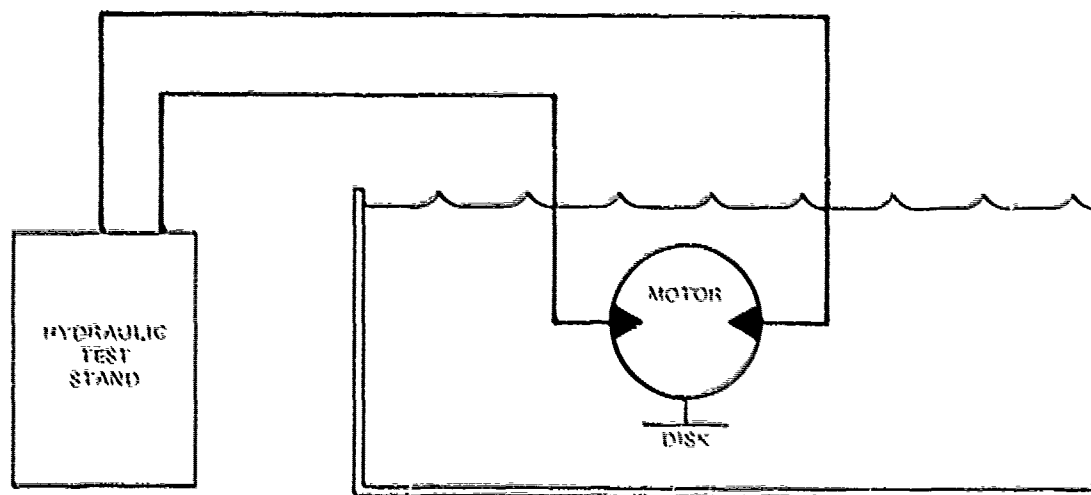 HYDRAULIC
TEST
STAND
MOTOR
DISK